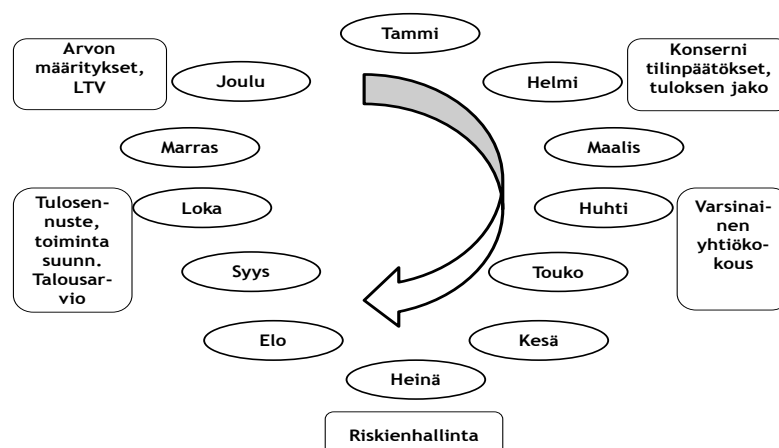 Tammi
Arvon
määritykset,
LTV
Joulu
Helmi
Konserni
tilinpäätökset,
tuloksen jako
Marras
Maalis
Tulosen-
nuste,
toiminta
suunn.
Talousar-
vio
Loka
Huhti
Varsinai-
nen
yhtiöko-
kous
Syys
Touko
Elo
Kesä
Heinä
Riskienhallinta